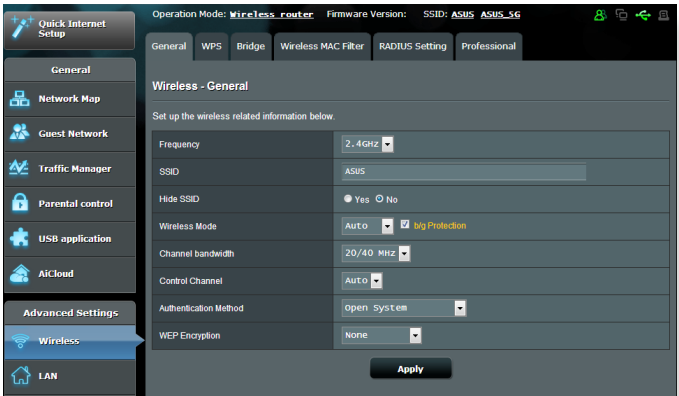 Quick Internet
Setup
Operation Mode: Wireless router Firmware Version: SSID: ASUS ASUS_5G
General WPS Bridge Wireless MAC Filter RADIUS Setting Professional
General
Network Map
Guest Network
Traffic Manager
Parental control
USB application
AiCloud
Advanced Settings
Wireless
LAN
Wireless - General
Set up the wireless related information below.
Frequency 2.4GHz
SSID ASUS
Hide SSID Yes No
Wireless Mode Auto b/g Protection
Channel bandwidth 20/40 MHz
Control Channel Auto
Authentication Method Open System
WEP Encryption None
Apply